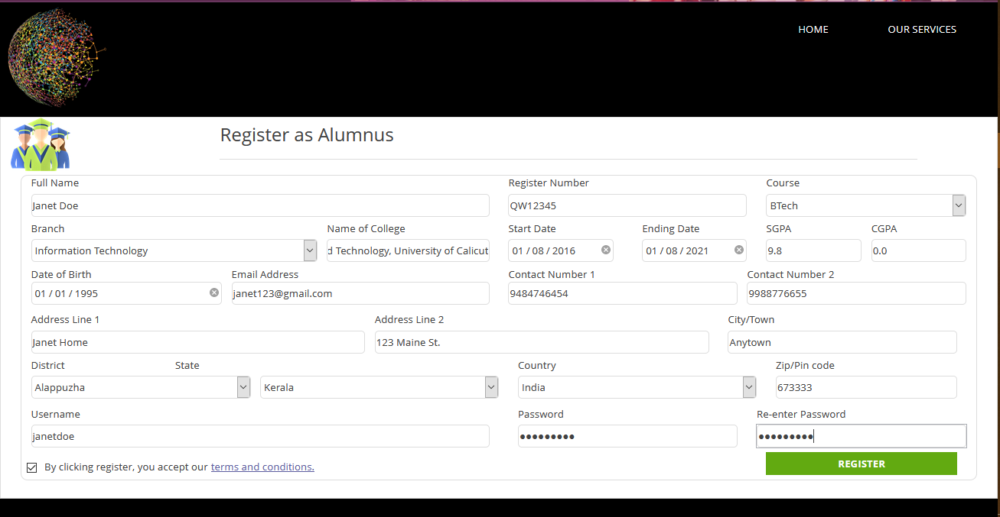 HOME OUR SERVICES
Register as Alumnus
Full Name Register Number Course
Janet Doe QW12345 BTech
Branch Name of College Start Date Ending Date SGPA CGPA
Information Technology d Technology, University of Calicut 01 / 08 / 2016 01 / 08 / 2021 9.8 0.0
Date of Birth Email Address Contact Number 1 Contact Number 2
01 / 01 / 1995 janet123@gmail.com 9484746454 9988776655
Address Line 1 Address Line 2 City/Town
Janet Home 123 Maine St. Anytown
District State Country Zip/Pin code
Alappuzha Kerala India 673333
Username Password Re-enter Password
janetdoe ●●●●●●●●● ●●●●●●●●●
By clicking register, you accept our terms and conditions. REGISTER